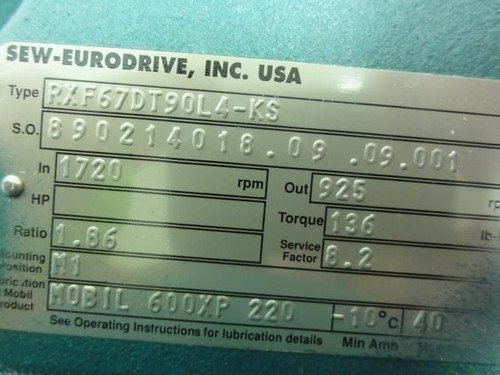 SEW-EURODRIVE, INC. USA
Type RXF67DT90L4-KS
S.O. 890214018.09 .09.001
In 1720 rpm Out 925
HP Torque 136 lb-
Ratio 1.86 Service Factor 8.2
Mounting Position M1
Mobil Product MOBIL 600XP 220 -10°C 40
See Operating Instructions for lubrication details Min Amb